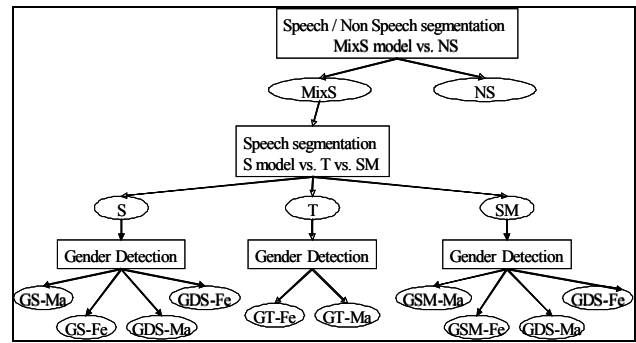 Speech / Non Speech segmentation
MixS model vs. NS
MixS
NS
Speech segmentation
S model vs. T vs. SM
S
T
SM
Gender Detection
Gender Detection
Gender Detection
GS-Ma
GDS-Fe
GS-Fe
GDS-Ma
GT-Fe
GT-Ma
GSM-Ma
GDS-Fe
GSM-Fe
GDS-Ma